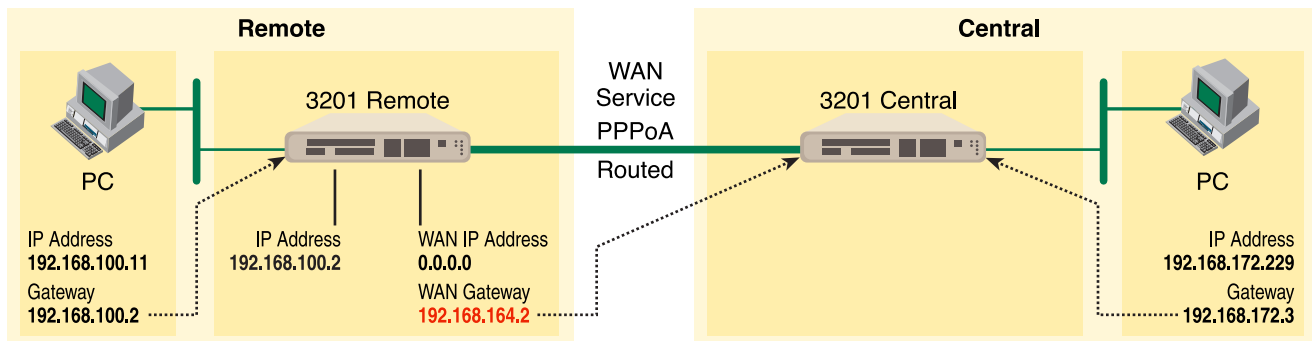 Remote
Central
3201 Remote
WAN
Service
PPPoA
Routed
3201 Central
PC
PC
IP Address
192.168.100.11
Gateway
192.168.100.2
IP Address
192.168.100.2
WAN IP Address
0.0.0.0
WAN Gateway
192.168.164.2
IP Address
192.168.172.229
Gateway
192.168.172.3